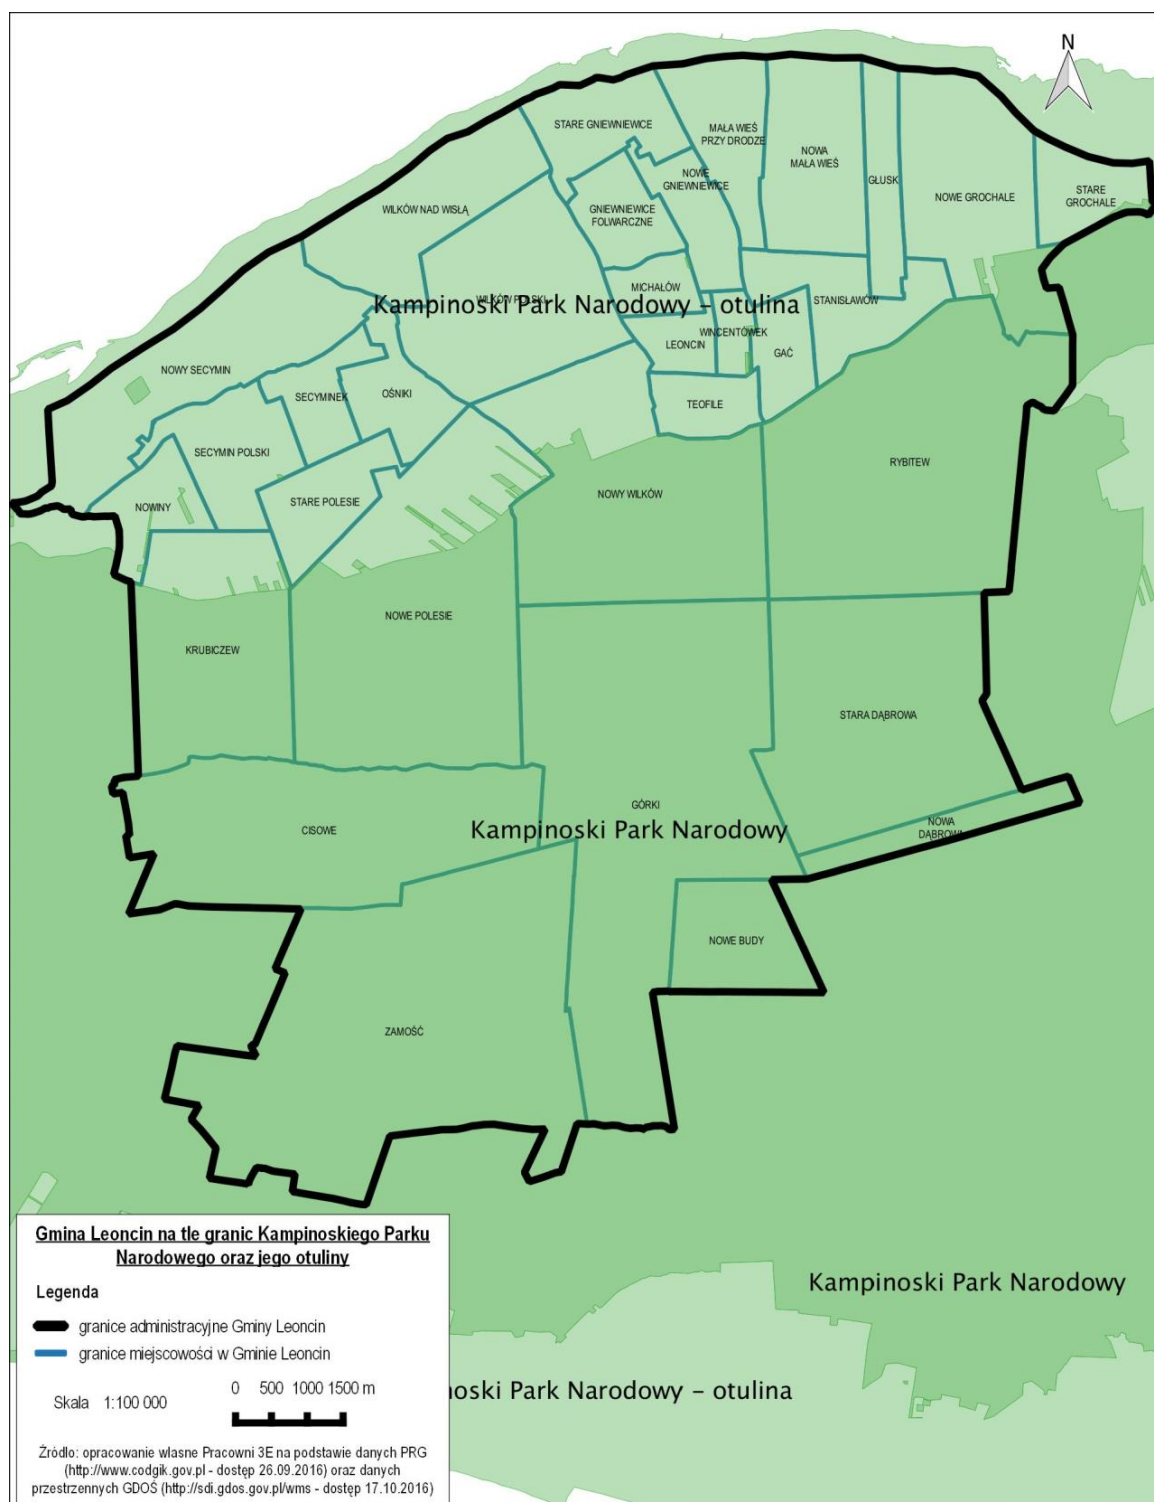 N
STARE GNIEWNIEWICE
MAŁA WIEŚ
PRZY DRODZE
NOWA
MAŁA WIEŚ
NOWE
GNIEWNIEWICE
GŁUSK
NOWE GROCHALE
STARE
GROCHALE
WILKÓW NAD WISŁĄ
GNIEWNIEWICE
FOLWARCZNE
MICHAŁÓW
WILKÓW POLSKI
Kampinoski Park Narodowy – otulina
STANISŁAWÓW
WINCENTÓWEK
LEONCIN
GAĆ
NOWY SECYMIN
SECYMINEK
OŚNIKI
TEOFILE
SECYMIN POLSKI
RYBITEW
NOWINY
STARE POLESIE
NOWY WILKÓW
NOWE POLESIE
KRUBICZEW
STARA DĄBROWA
GÓRKI
CISOWE
Kampinoski Park Narodowy
NOWA
DĄBROWA
NOWE BUDY
ZAMOŚĆ
Kampinoski Park Narodowy
noski Park Narodowy – otulina
Gmina Leoncin na tle granic Kampinoskiego Parku
Narodowego oraz jego otuliny
Legenda
granice administracyjne Gminy Leoncin
granice miejscowości w Gminie Leoncin
Skala 1:100 000
0 500 1000 1500 m
Źródło: opracowanie własne Pracowni 3E na podstawie danych PRG
(http://www.codgik.gov.pl - dostęp 26.09.2016) oraz danych
przestrzennych GDOŚ (http://sdi.gdos.gov.pl/wms - dostęp 17.10.2016)